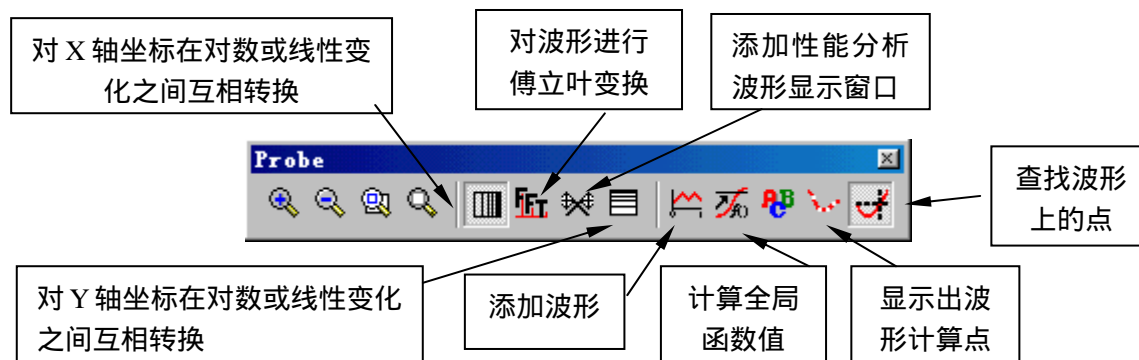 对 X 轴坐标在对数或线性变
化之间互相转换
对波形进行
傅立叶变换
添加性能分析
波形显示窗口
Probe
FFT
f()
ABC
查找波形
上的点
对 Y 轴坐标在对数或线性变化
之间互相转换
添加波形
计算全局
函数值
显示出波
形计算点